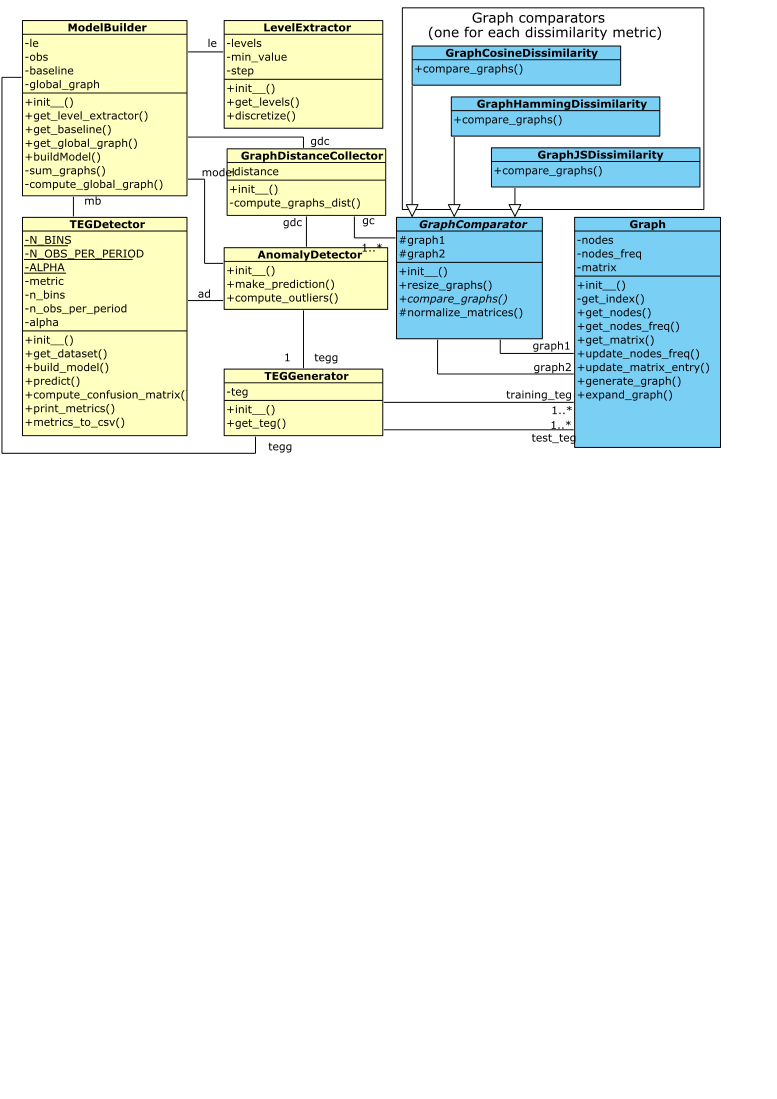 ModelBuilder
-le
-obs
-baseline
-global_graph
+init__()
+get_level_extractor()
+get_baseline()
+get_global_graph()
+buildModel()
-sum_graphs()
-compute_global_graph()
le
LevelExtractor
-levels
-min_value
-step
+init__()
+get_levels()
+discretize()
Graph comparators
(one for each dissimilarity metric)
GraphCosineDissimilarity
+compare_graphs()
GraphHammingDissimilarity
+compare_graphs()
GraphJSDissimilarity
+compare_graphs()
gdc
GraphDistanceCollector
-distance
+init__()
-compute_graphs_dist()
model
mb
gdc
gc
1..*
TEGDetector
-N_BINS
-N_OBS_PER_PERIOD
-ALPHA
-metric
-n_bins
-n_obs_per_period
-alpha
+init__()
+get_dataset()
+build_model()
+predict()
+compute_confusion_matrix(
+print_metrics()
+metrics_to_csv()
ad
AnomalyDetector
+init__()
+make_prediction()
+compute_outliers()
1
tegg
TEGGenerator
-teg
+init__()
+get_teg()
tegg
GraphComparator
#graph1
#graph2
+init__()
+resize_graphs()
+compare_graphs()
#normalize_matrices()
graph1
graph2
training_teg
1..*
1..*
test_teg
Graph
-nodes
-nodes_freq
-matrix
+init__()
-get_index()
+get_nodes()
+get_nodes_freq()
+get_matrix()
+update_nodes_freq()
+update_matrix_entry()
+generate_graph()
+expand_graph()